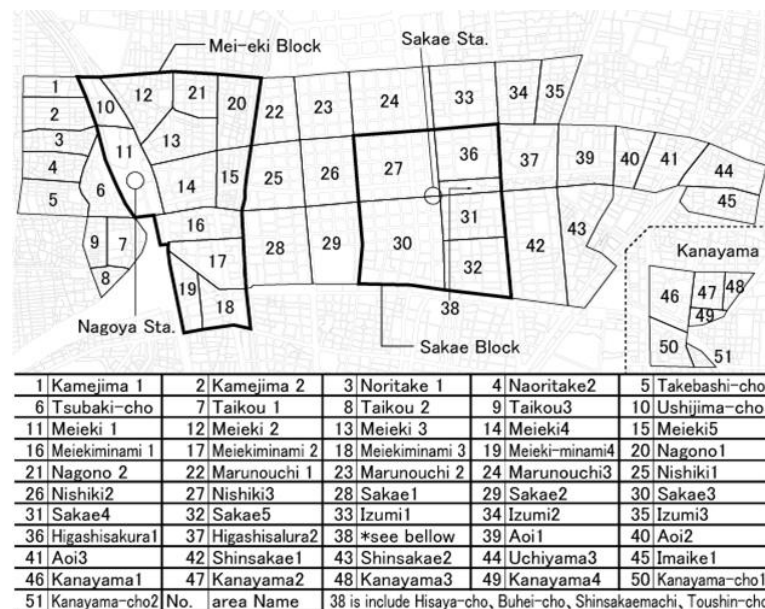 Mei-eki Block
Sakae Sta.
1 12 21 20 22 23 24 33 34 35
2 10
3 11 13 27 36 37 39 40 41 44
4 14 15 25 26 45
5 6 16 31
9 7 17 28 29 30 32 42 43
8 19 18
Nagoya Sta.
38
Sakae Block
Kanayama
46 47 48
49
50 51
1 Kamejima 1 2 Kamejima 2 3 Noritake 1 4 Naoritake2 5 Takebashi-cho
6 Tsubaki-cho 7 Taikou 1 8 Taikou 2 9 Taikou3 10 Ushijima-cho
11 Meieki 1 12 Meieki 2 13 Meieki 3 14 Meieki4 15 Meieki5
16 Meiekiminami 1 17 Meiekiminami 2 18 Meiekiminami 3 19 Meieki-minami4 20 Nagono1
21 Nagono 2 22 Marunouchi 1 23 Marunouchi 2 24 Marunouchi3 25 Nishiki1
26 Nishiki2 27 Nishiki3 28 Sakae1 29 Sakae2 30 Sakae3
31 Sakae4 32 Sakae5 33 Izumi1 34 Izumi2 35 Izumi3
36 Higashisakura1 37 Higashisalura2 38 *see bellow 39 Aoi1 40 Aoi2
41 Aoi3 42 Shinsakae1 43 Shinsakae2 44 Uchiyama3 45 Imaike1
46 Kanayama1 47 Kanayama2 48 Kanayama3 49 Kanayama4 50 Kanayama-cho1
51 Kanayama-cho2 No. area Name 38 is include Hisaya-cho、Buhei-cho、Shinsakaemachi、Toushin-cho